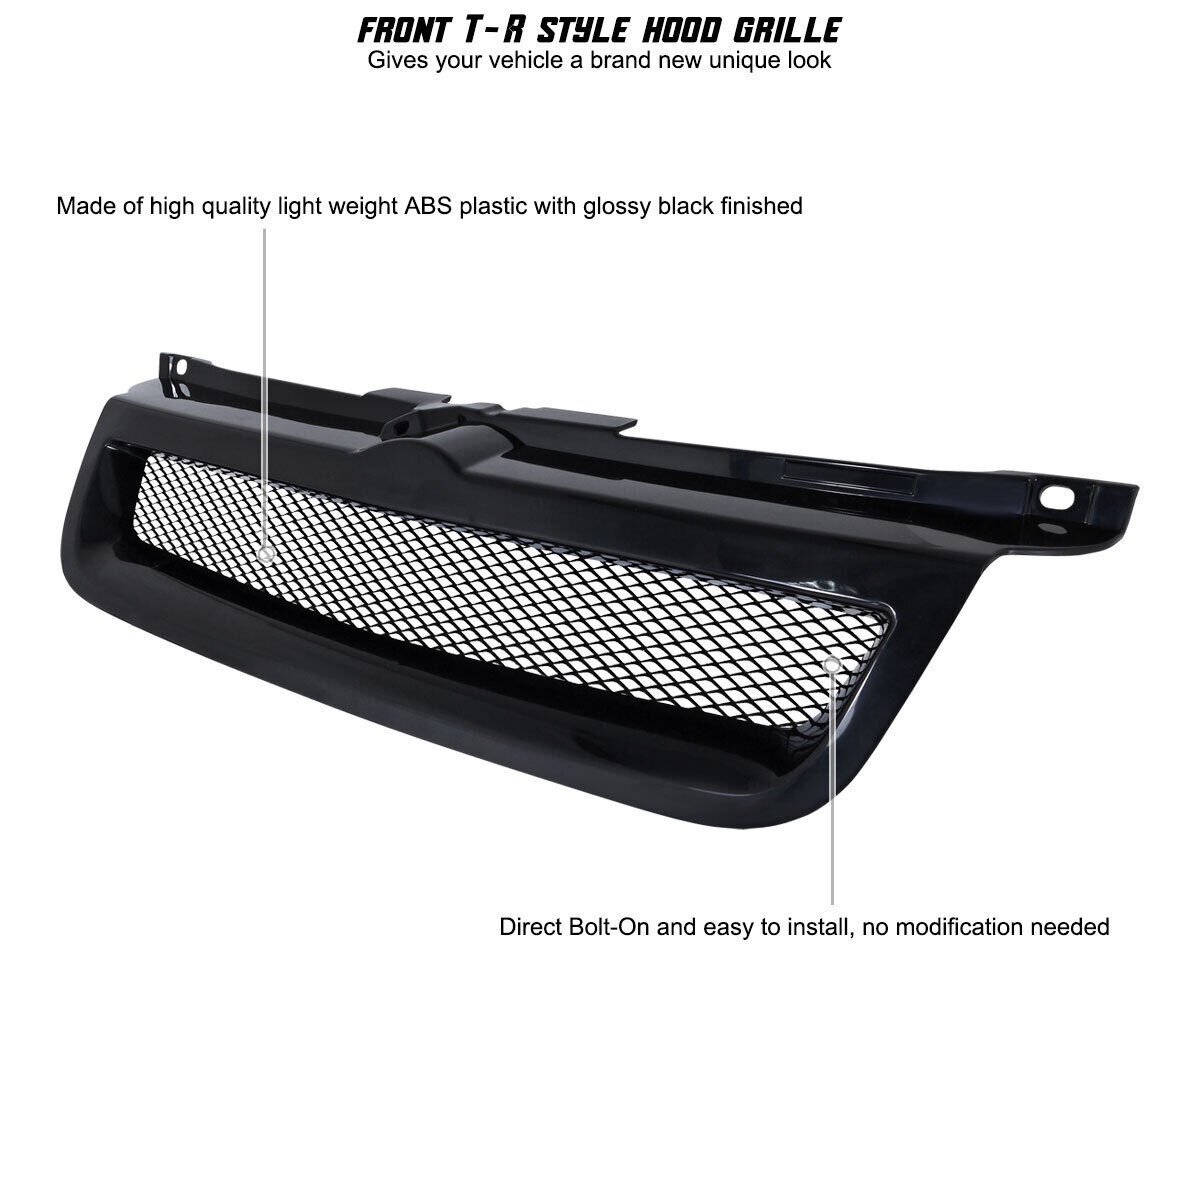 FRONT T-R STYLE HOOD GRILLE
Gives your vehicle a brand new unique look
Made of high quality light weight ABS plastic with glossy black finished
Direct Bolt-On and easy to install, no modification needed